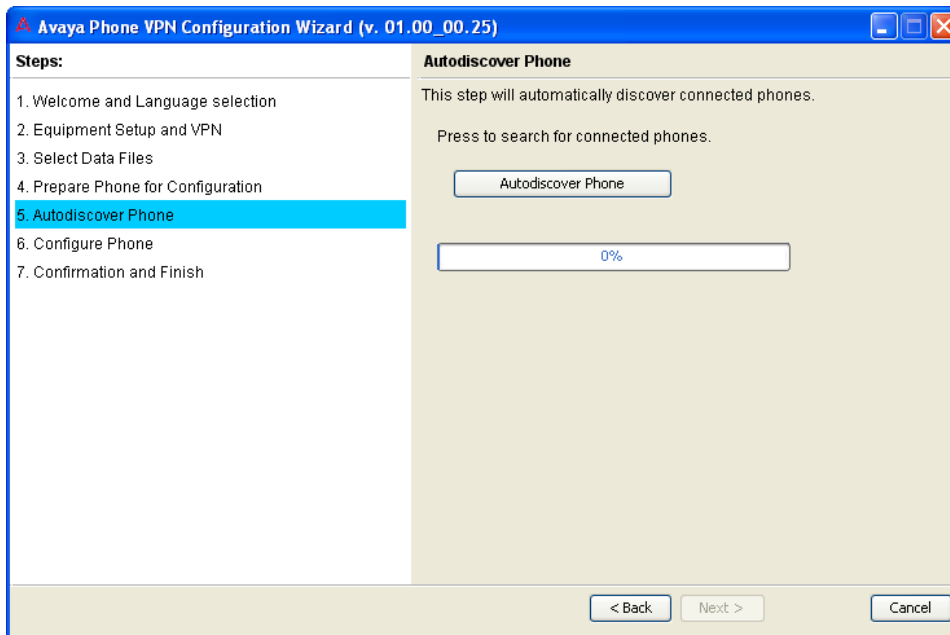 Avaya Phone VPN Configuration Wizard (v. 01.00_00.25)
Steps:
1. Welcome and Language selection
2. Equipment Setup and VPN
3. Select Data Files
4. Prepare Phone for Configuration
5. Autodiscover Phone
6. Configure Phone
7. Confirmation and Finish
Autodiscover Phone
This step will automatically discover connected phones.
Press to search for connected phones.
Autodiscover Phone
0%
< Back
Next >
Cancel